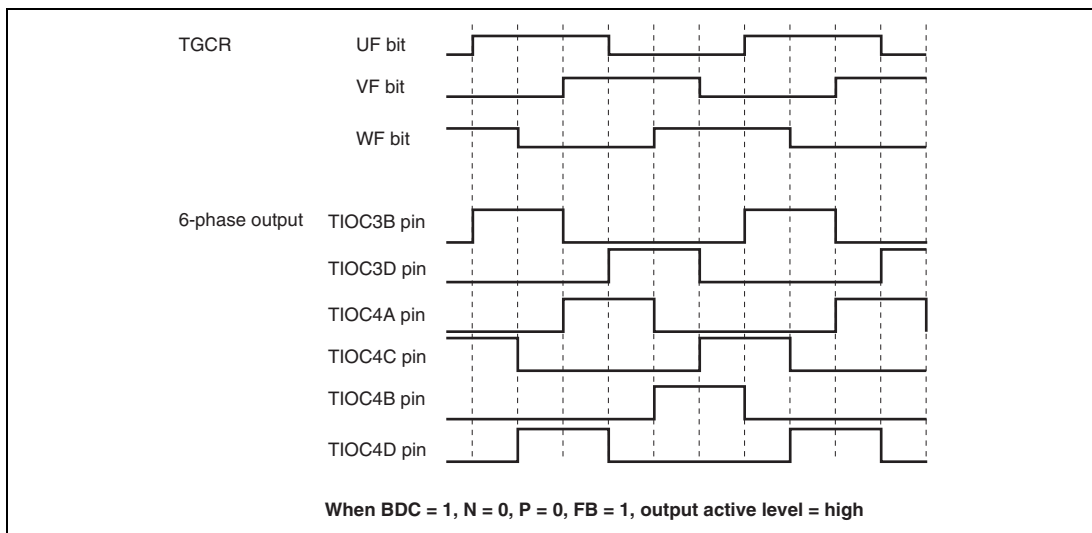 TGCR UF bit
VF bit
WF bit
6-phase output TIOC3B pin
TIOC3D pin
TIOC4A pin
TIOC4C pin
TIOC4B pin
TIOC4D pin
When BDC = 1, N = 0, P = 0, FB = 1, output active level = high